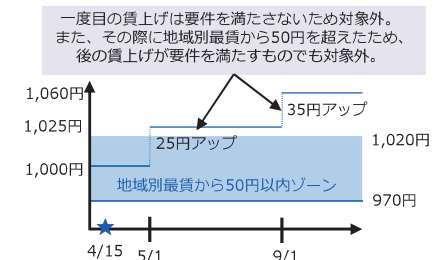 一度目の賃上げは要件を満たさないため対象外。
また、その際に地域別最賃から50円を超えたため、
後の賃上げが要件を満たすものでも対象外。
1,060円
35円アップ
1,025円
25円アップ
1,020円
1,000円
地域別最賃から50円以内ゾーン
970円
4/15
5/1
9/1